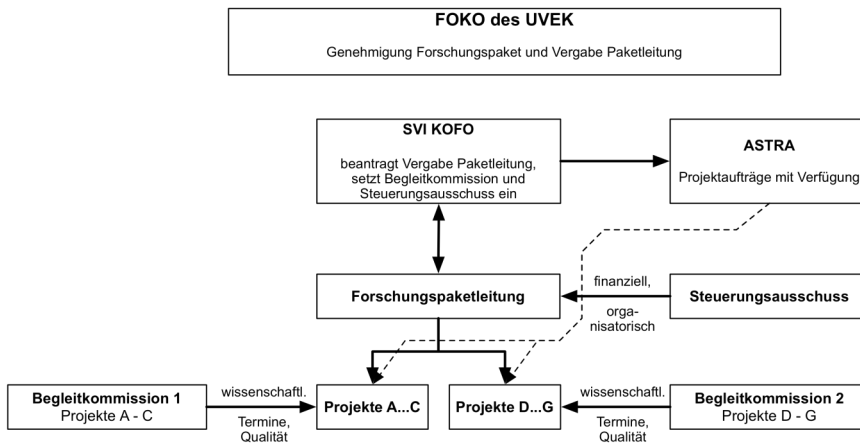 FOKO des UVEK
Genehmigung Forschungspaket und Vergabe Paketleitung
SVI KOFO
beantragt Vergabe Paketleitung,
setzt Begleitkommission und
Steuerungsausschuss ein
ASTRA
Projektaufträge mit Verfügung
Forschungspaketleitung
finanziell,
orga-
nisatorisch
Steuerungsausschuss
Begleitkommission 1
Projekte A - C
wissenschaftl.
Termine,
Qualität
Projekte A...C
Projekte D...G
wissenschaftl.
Termine,
Qualität
Begleitkommission 2
Projekte D - G